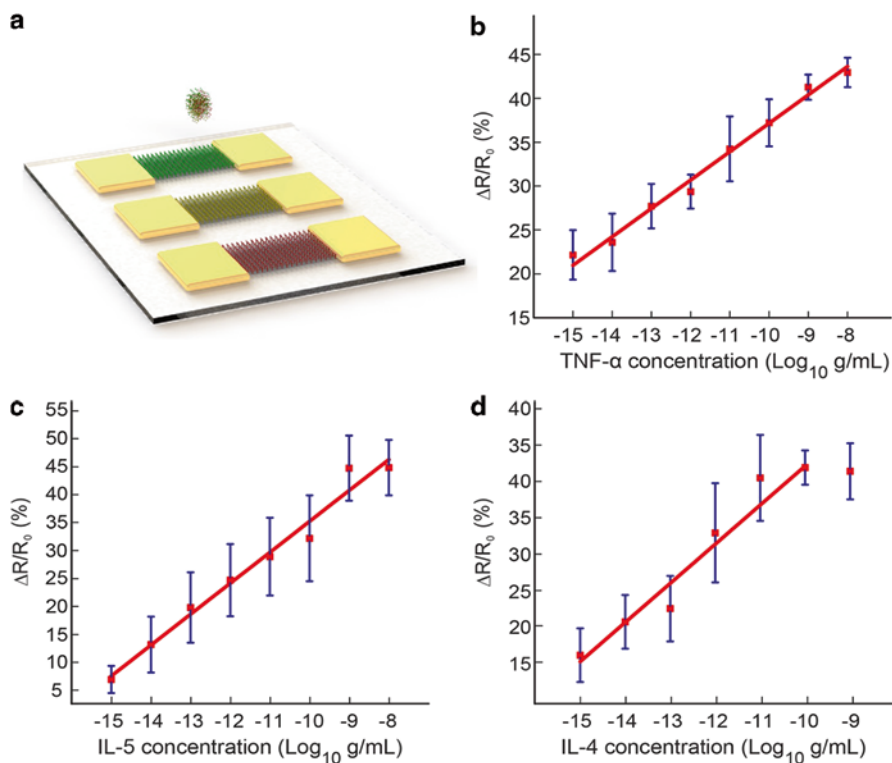 a
b
45
40
35
30
25
20
15
ΔR/R₀ (%)
-15 -14 -13 -12 -11 -10 -9 -8
TNF-α concentration (Log₁₀ g/mL)
c
55
50
45
40
35
30
25
20
15
10
5
ΔR/R₀ (%)
-15 -14 -13 -12 -11 -10 -9 -8
IL-5 concentration (Log₁₀ g/mL)
d
40
35
30
25
20
15
ΔR/R₀ (%)
-15 -14 -13 -12 -11 -10 -9
IL-4 concentration (Log₁₀ g/mL)